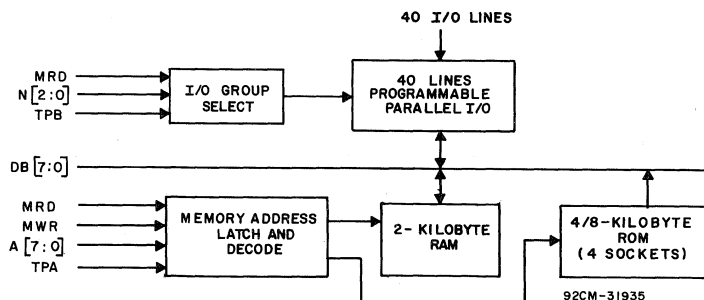 40 I/O LINES
MRD
N [2:0]
TPB
I/O GROUP
SELECT
40 LINES
PROGRAMMABLE
PARALLEL I/O
DB [7:0]
MRD
MWR
A [7:0]
TPA
MEMORY ADDRESS
LATCH AND
DECODE
2- KILOBYTE
RAM
4/8-KILOBYTE
ROM
(4 SOCKETS)
92CM-31935